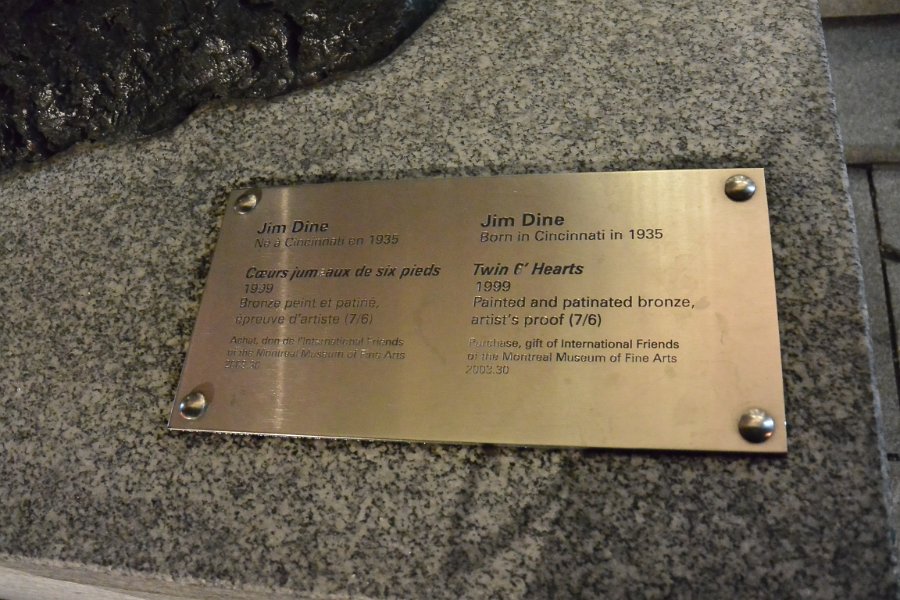 Jim Dine
Né à Cincinnati en 1935
Cœurs jumeaux de six pieds
1999
Bronze peint et patiné,
épreuve d'artiste (7/6)
Achat, don de l'International Friends
of the Montreal Museum of Fine Arts
2003.30
Jim Dine
Born in Cincinnati in 1935
Twin 6' Hearts
1999
Painted and patinated bronze,
artist's proof (7/6)
Purchase, gift of International Friends
of the Montreal Museum of Fine Arts
2003.30